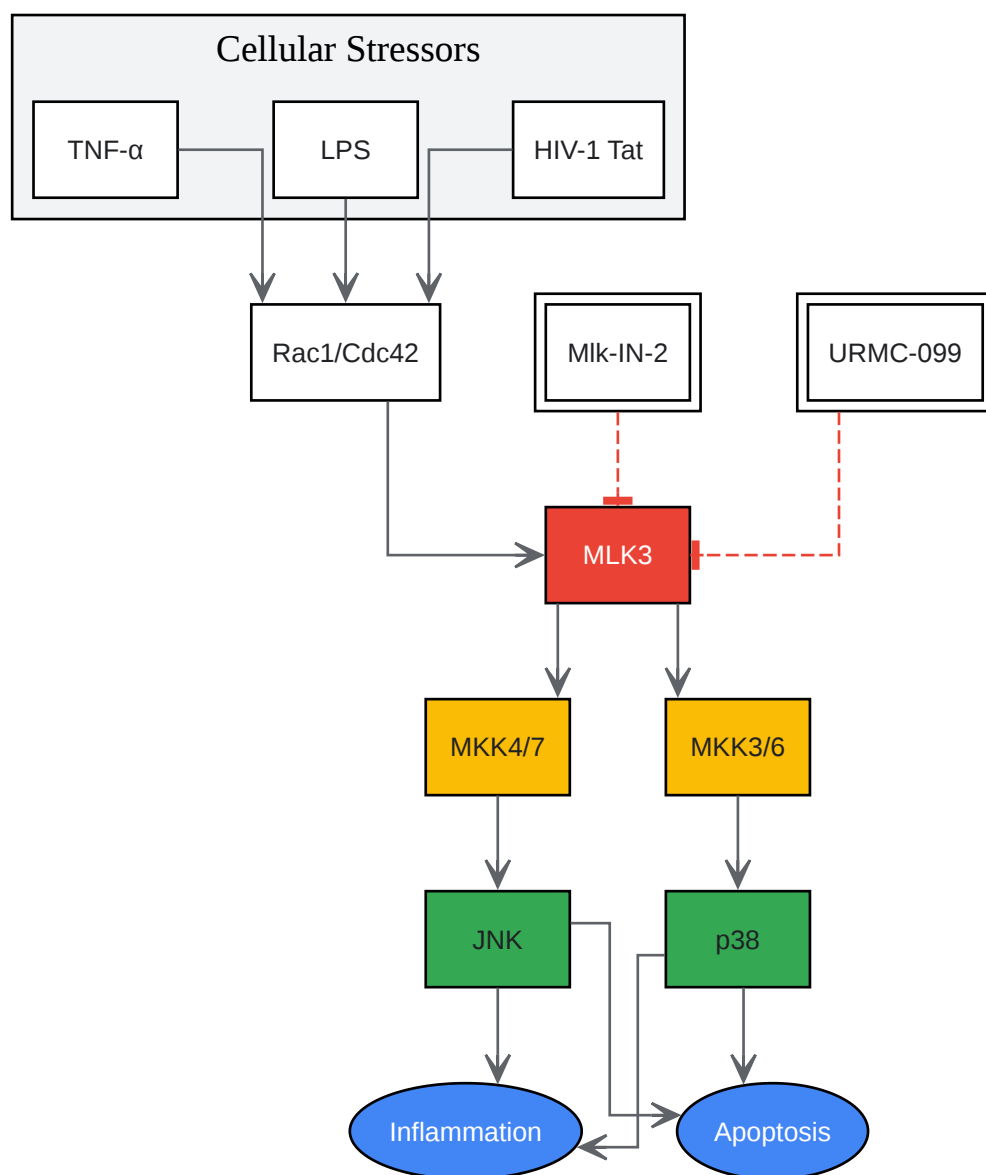 Cellular Stressors
TNF-α
LPS
HIV-1 Tat
Rac1/Cdc42
Mlk-IN-2
URMC-099
MLK3
MKK4/7
MKK3/6
JNK
p38
Inflammation
Apoptosis